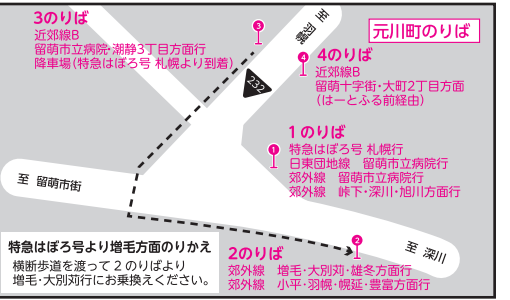 元川町のりば
3のりば
近郊線B
留萌市立病院・潮静3丁目方面行
降車場(特急はぼろ号 札幌より到着)
3
至 羽幌
4
4のりば
近郊線B
留萌十字街・大町2丁目方面
(はーとふる前経由)
232
1
1のりば
特急はぼろ号 札幌行
日東団地線 留萌市立病院行
郊外線 留萌市立病院行
郊外線 峠下・深川・旭川方面行
至 留萌市街
特急はぼろ号より増毛方面のりかえ
横断歩道を渡って2のりばより
増毛・大別苅行にお乗換えください。
2
2のりば
郊外線 増毛・大別苅・雄冬方面行
郊外線 小平・羽幌・幌延・豊富方面行
至 深川